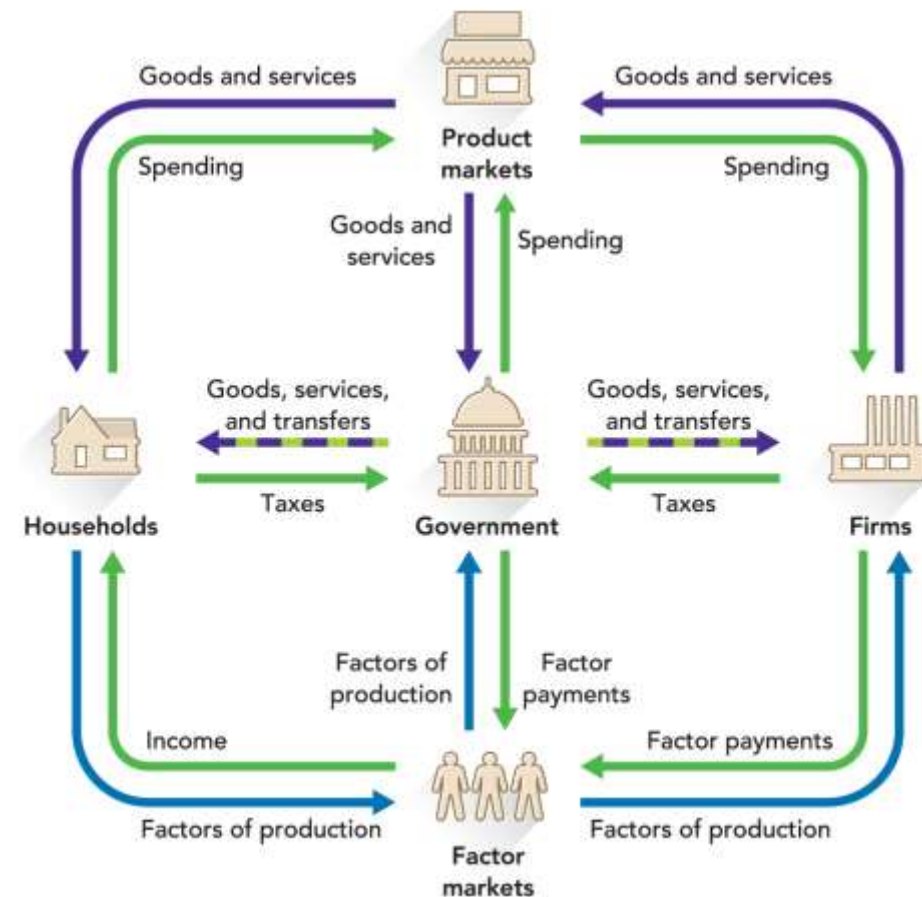 Goods and services
Goods and services
Product
markets
Spending
Spending
Goods and
services
Spending
Goods, services,
and transfers
Goods, services,
and transfers
Taxes
Taxes
Households
Government
Firms
Factors of
production
Factor
payments
Income
Factor payments
Factors of production
Factors of production
Factor
markets